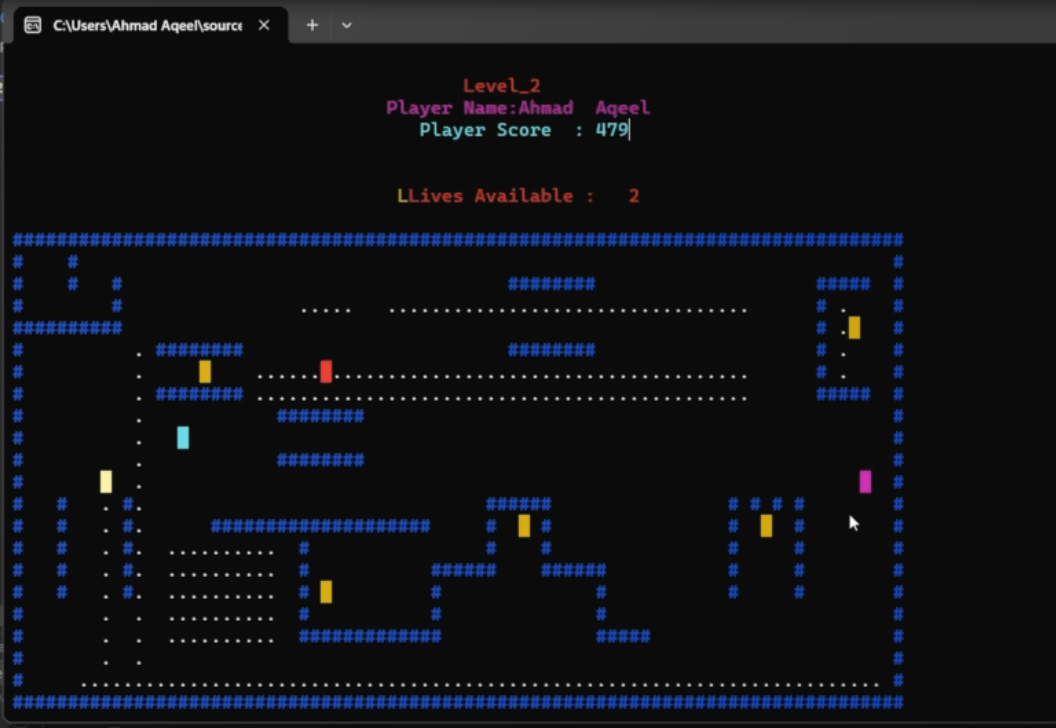 C:\Users\Ahmad Aqeel\source
Level_2
Player Name:Ahmad  Aqeel
Player Score  : 479
LLives Available :   2